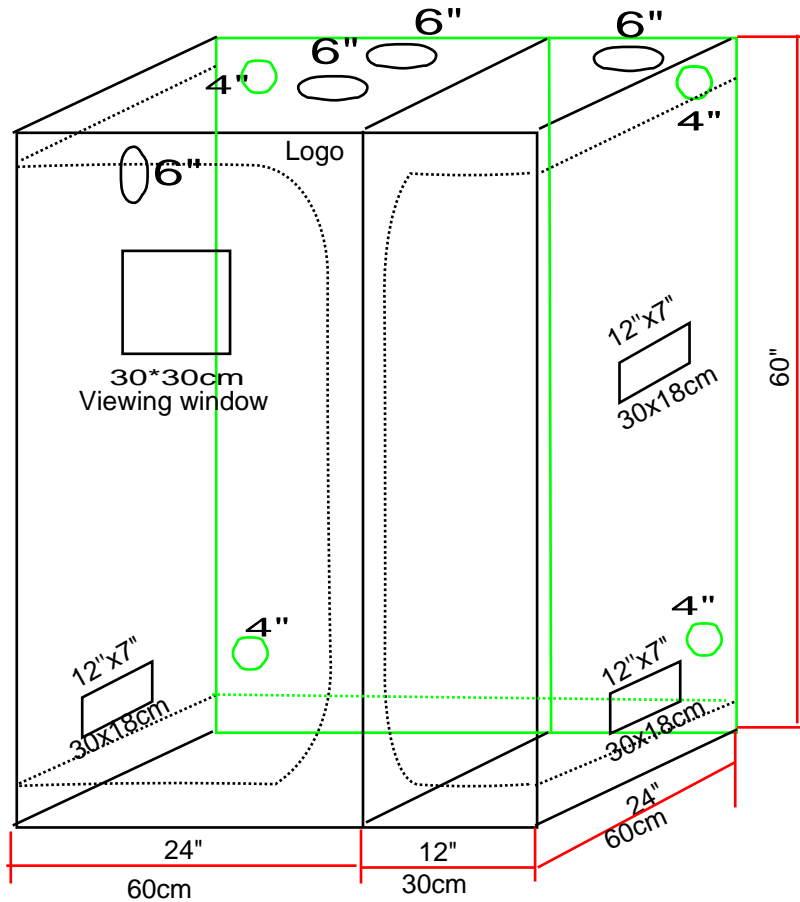 6"
6"
6"
4"
4"
Logo
6"
12"x7"
30x18cm
60"
30*30cm
Viewing window
4"
4"
12"x7"
30x18cm
12"x7"
30x18cm
24"
60cm
24"
60cm
12"
30cm